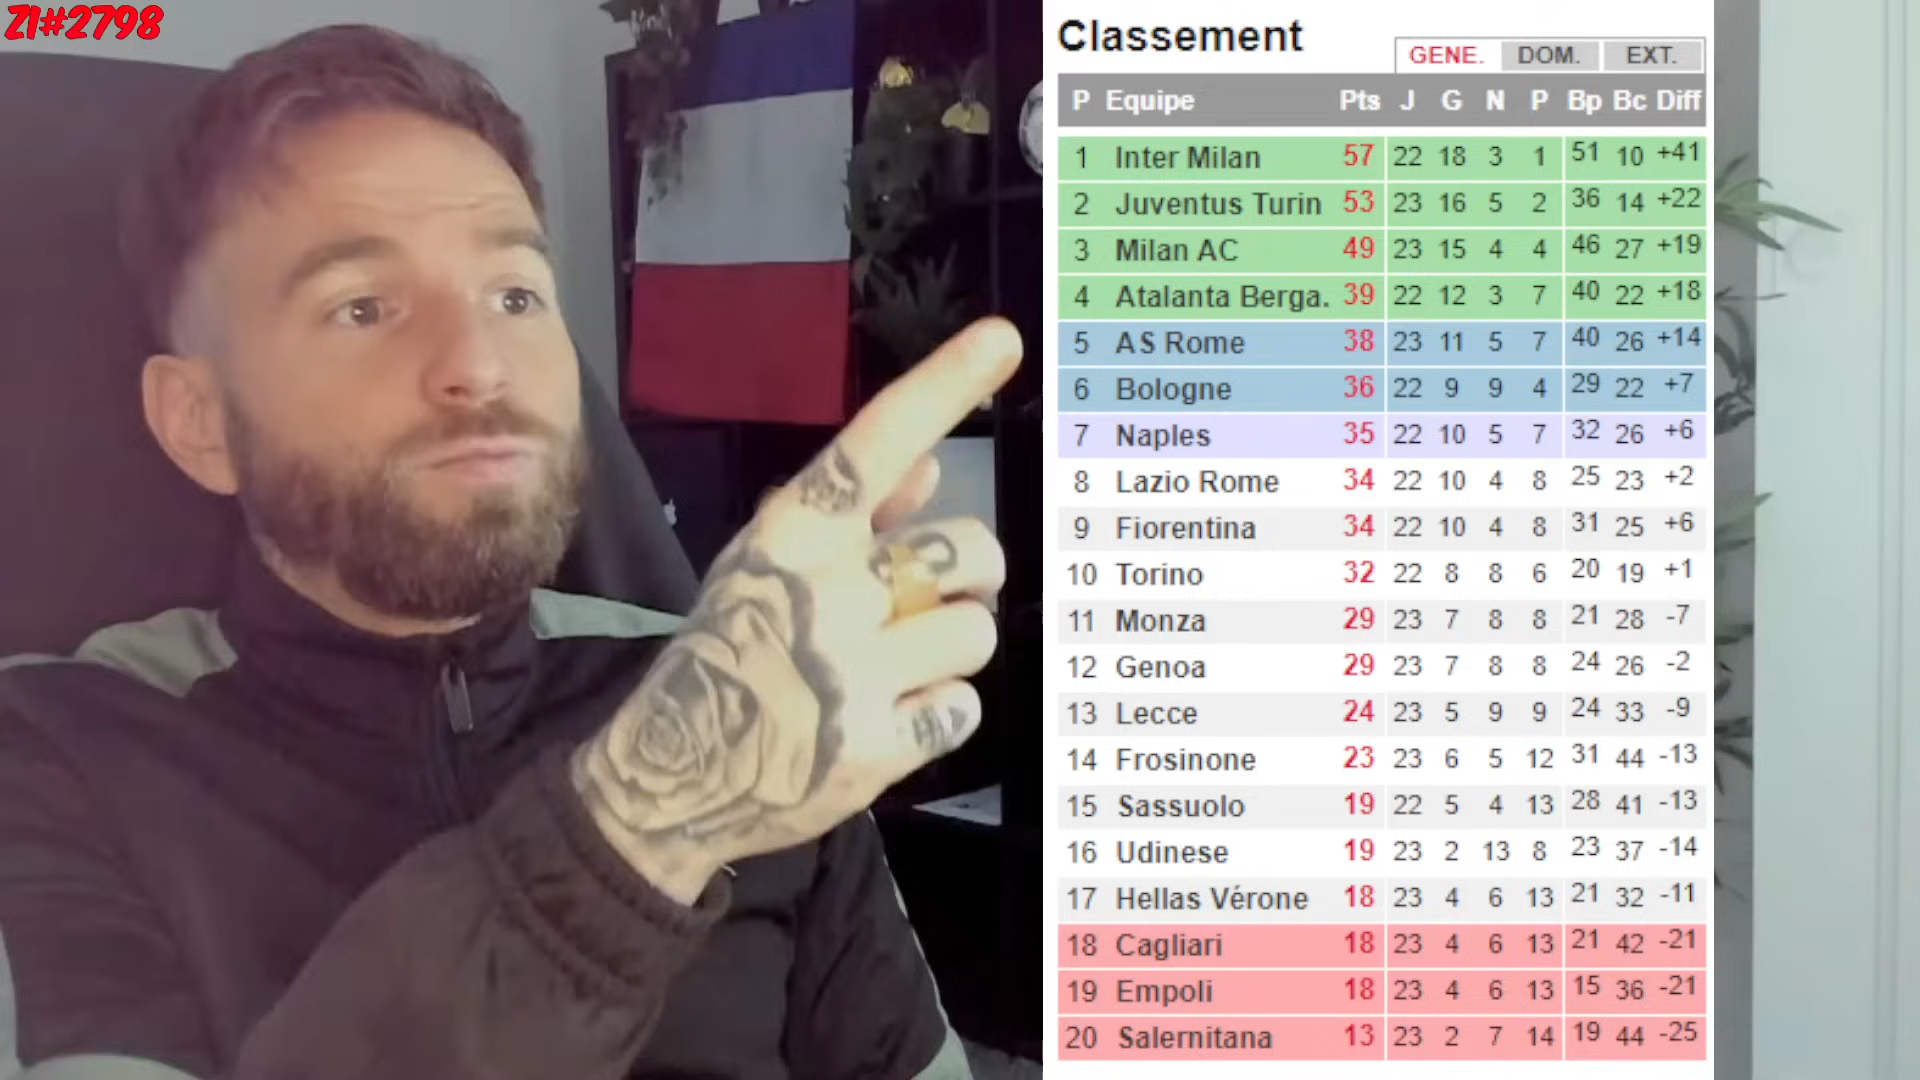 ZI#2798
Classement
GENE. DOM. EXT.
P Equipe Pts J G N P Bp Bc Diff
1 Inter Milan 57 22 18 3 1 51 10 +41
2 Juventus Turin 53 23 16 5 2 36 14 +22
3 Milan AC 49 23 15 4 4 46 27 +19
4 Atalanta Berga. 39 22 12 3 7 40 22 +18
5 AS Rome 38 23 11 5 7 40 26 +14
6 Bologne 36 22 9 9 4 29 22 +7
7 Naples 35 22 10 5 7 32 26 +6
8 Lazio Rome 34 22 10 4 8 25 23 +2
9 Fiorentina 34 22 10 4 8 31 25 +6
10 Torino 32 22 8 8 6 20 19 +1
11 Monza 29 23 7 8 8 21 28 -7
12 Genoa 29 23 7 8 8 24 26 -2
13 Lecce 24 23 5 9 9 24 33 -9
14 Frosinone 23 23 6 5 12 31 44 -13
15 Sassuolo 19 22 5 4 13 28 41 -13
16 Udinese 19 23 2 13 8 23 37 -14
17 Hellas Vérone 18 23 4 6 13 21 32 -11
18 Cagliari 18 23 4 6 13 21 42 -21
19 Empoli 18 23 4 6 13 15 36 -21
20 Salernitana 13 23 2 7 14 19 44 -25